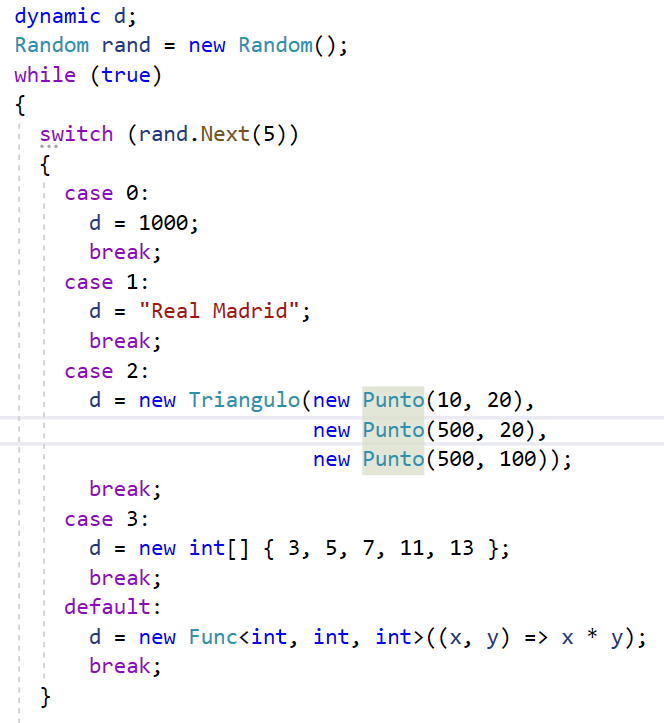 dynamic d;
Random rand = new Random();
while (true)
{
  switch (rand.Next(5))
  {
    case 0:
      d = 1000;
      break;
    case 1:
      d = "Real Madrid";
      break;
    case 2:
      d = new Triangulo(new Punto(10, 20),
                        new Punto(500, 20),
                        new Punto(500, 100));
      break;
    case 3:
      d = new int[] { 3, 5, 7, 11, 13 };
      break;
    default:
      d = new Func<int, int, int>((x, y) => x * y);
      break;
  }